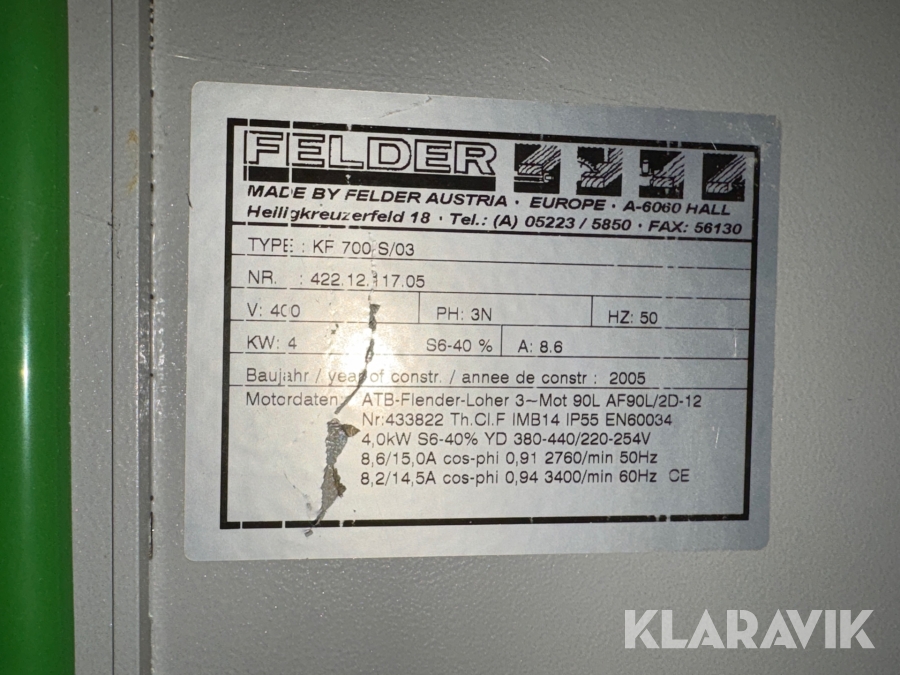 FELDER
MADE BY FELDER AUSTRIA · EUROPE · A-6060 HALL
Heiligkreuzerfeld 18 · Tel.: (A) 05223 / 5850 · FAX: 56130
TYPE : KF 700 S/03
NR. : 422.12.117.05
V: 400 PH: 3N HZ: 50
KW: 4 S6-40 % A: 8.6
Baujahr / year of constr. / annee de constr : 2005
Motordaten: ATB-Flender-Loher 3~Mot 90L AF90L/2D-12
Nr:433822 Th.Cl.F IMB14 IP55 EN60034
4,0kW S6-40% YD 380-440/220-254V
8,6/15,0A cos-phi 0,91 2760/min 50Hz
8,2/14,5A cos-phi 0,94 3400/min 60Hz CE
KLARAVIK